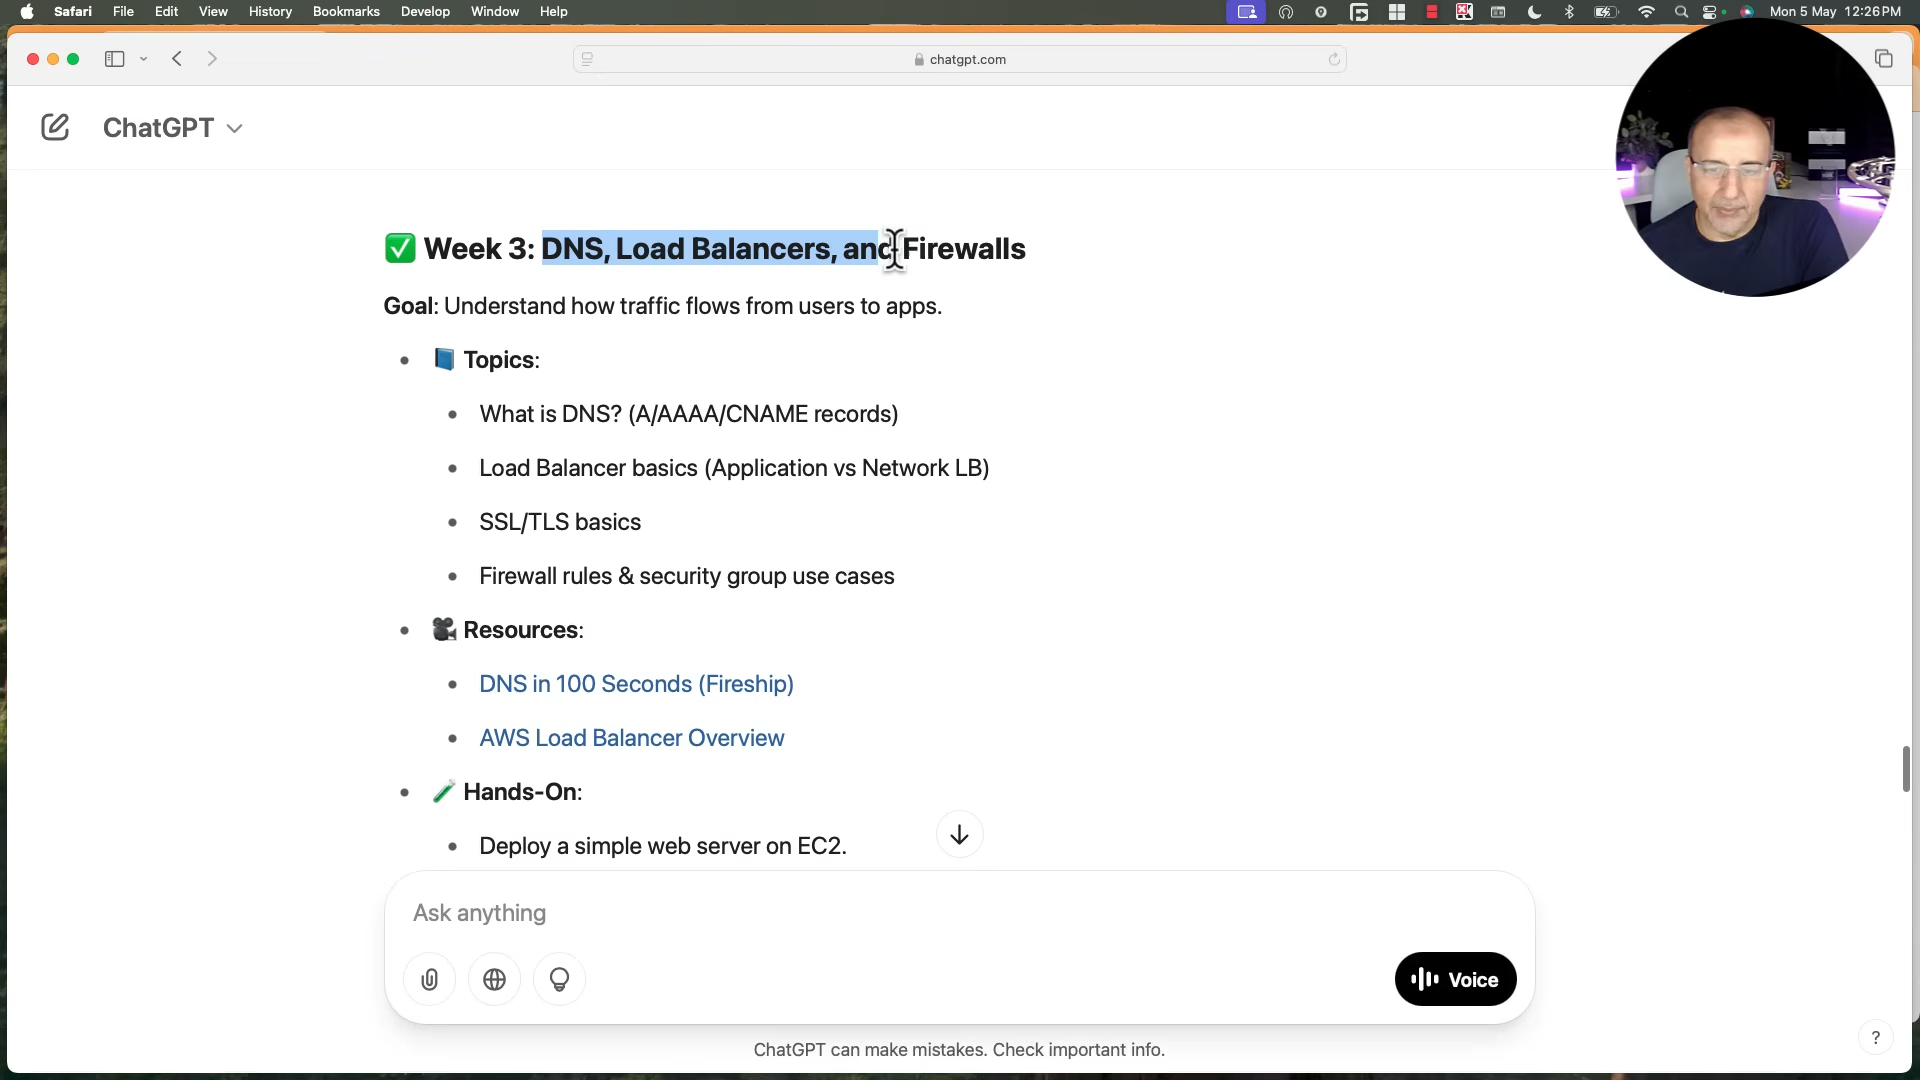 Safari File Edit View History Bookmarks Develop Window Help Mon 5 May 12:26 PM
chatgpt.com
ChatGPT
✅ Week 3: DNS, Load Balancers, and Firewalls
Goal: Understand how traffic flows from users to apps.
• 📘 Topics:
• What is DNS? (A/AAAA/CNAME records)
• Load Balancer basics (Application vs Network LB)
• SSL/TLS basics
• Firewall rules & security group use cases
• 🎥 Resources:
• DNS in 100 Seconds (Fireship)
• AWS Load Balancer Overview
• 🧪 Hands-On:
• Deploy a simple web server on EC2.
Ask anything
Voice
ChatGPT can make mistakes. Check important info.
?